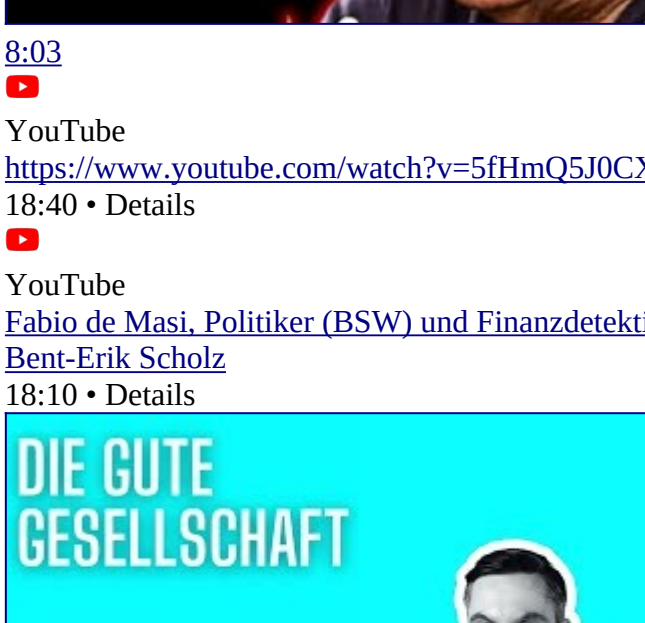 8:03
YouTube
https://www.youtube.com/watch?v=5fHmQ5J0C
18:40 • Details
YouTube
Fabio de Masi, Politiker (BSW) und Finanzdetekti
Bent-Erik Scholz
18:10 • Details
DIE GUTE
GESELLSCHAFT